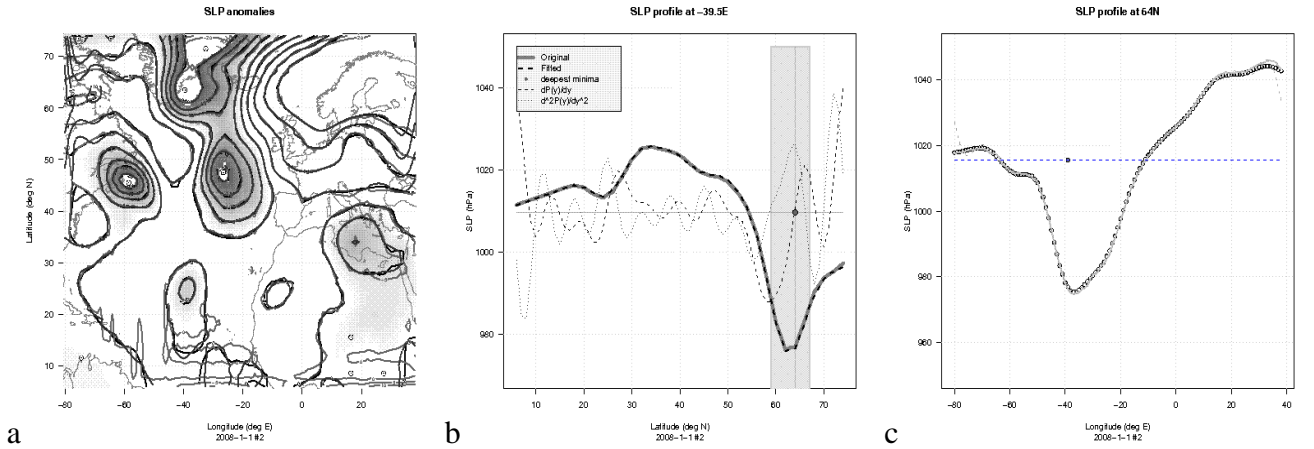 SLP anomalies
70
60
50
40
30
20
10
Latitude (deg N)
−80
−60
−40
−20
0
20
Longitude (deg E)
2008−1−1 #2
a
SLP profile at −39.5E
Original
Fitted
deepest minima
dP(y)/dy
d^2P(y)/dy^2
1040
1020
1000
980
SLP (hPa)
10
20
30
40
50
60
70
Latitude (deg N)
2008−1−1 #2
b
SLP profile at 64N
1040
1020
1000
980
960
SLP (hPa)
−80
−60
−40
−20
0
20
40
Longitude (deg E)
2008−1−1 #2
c